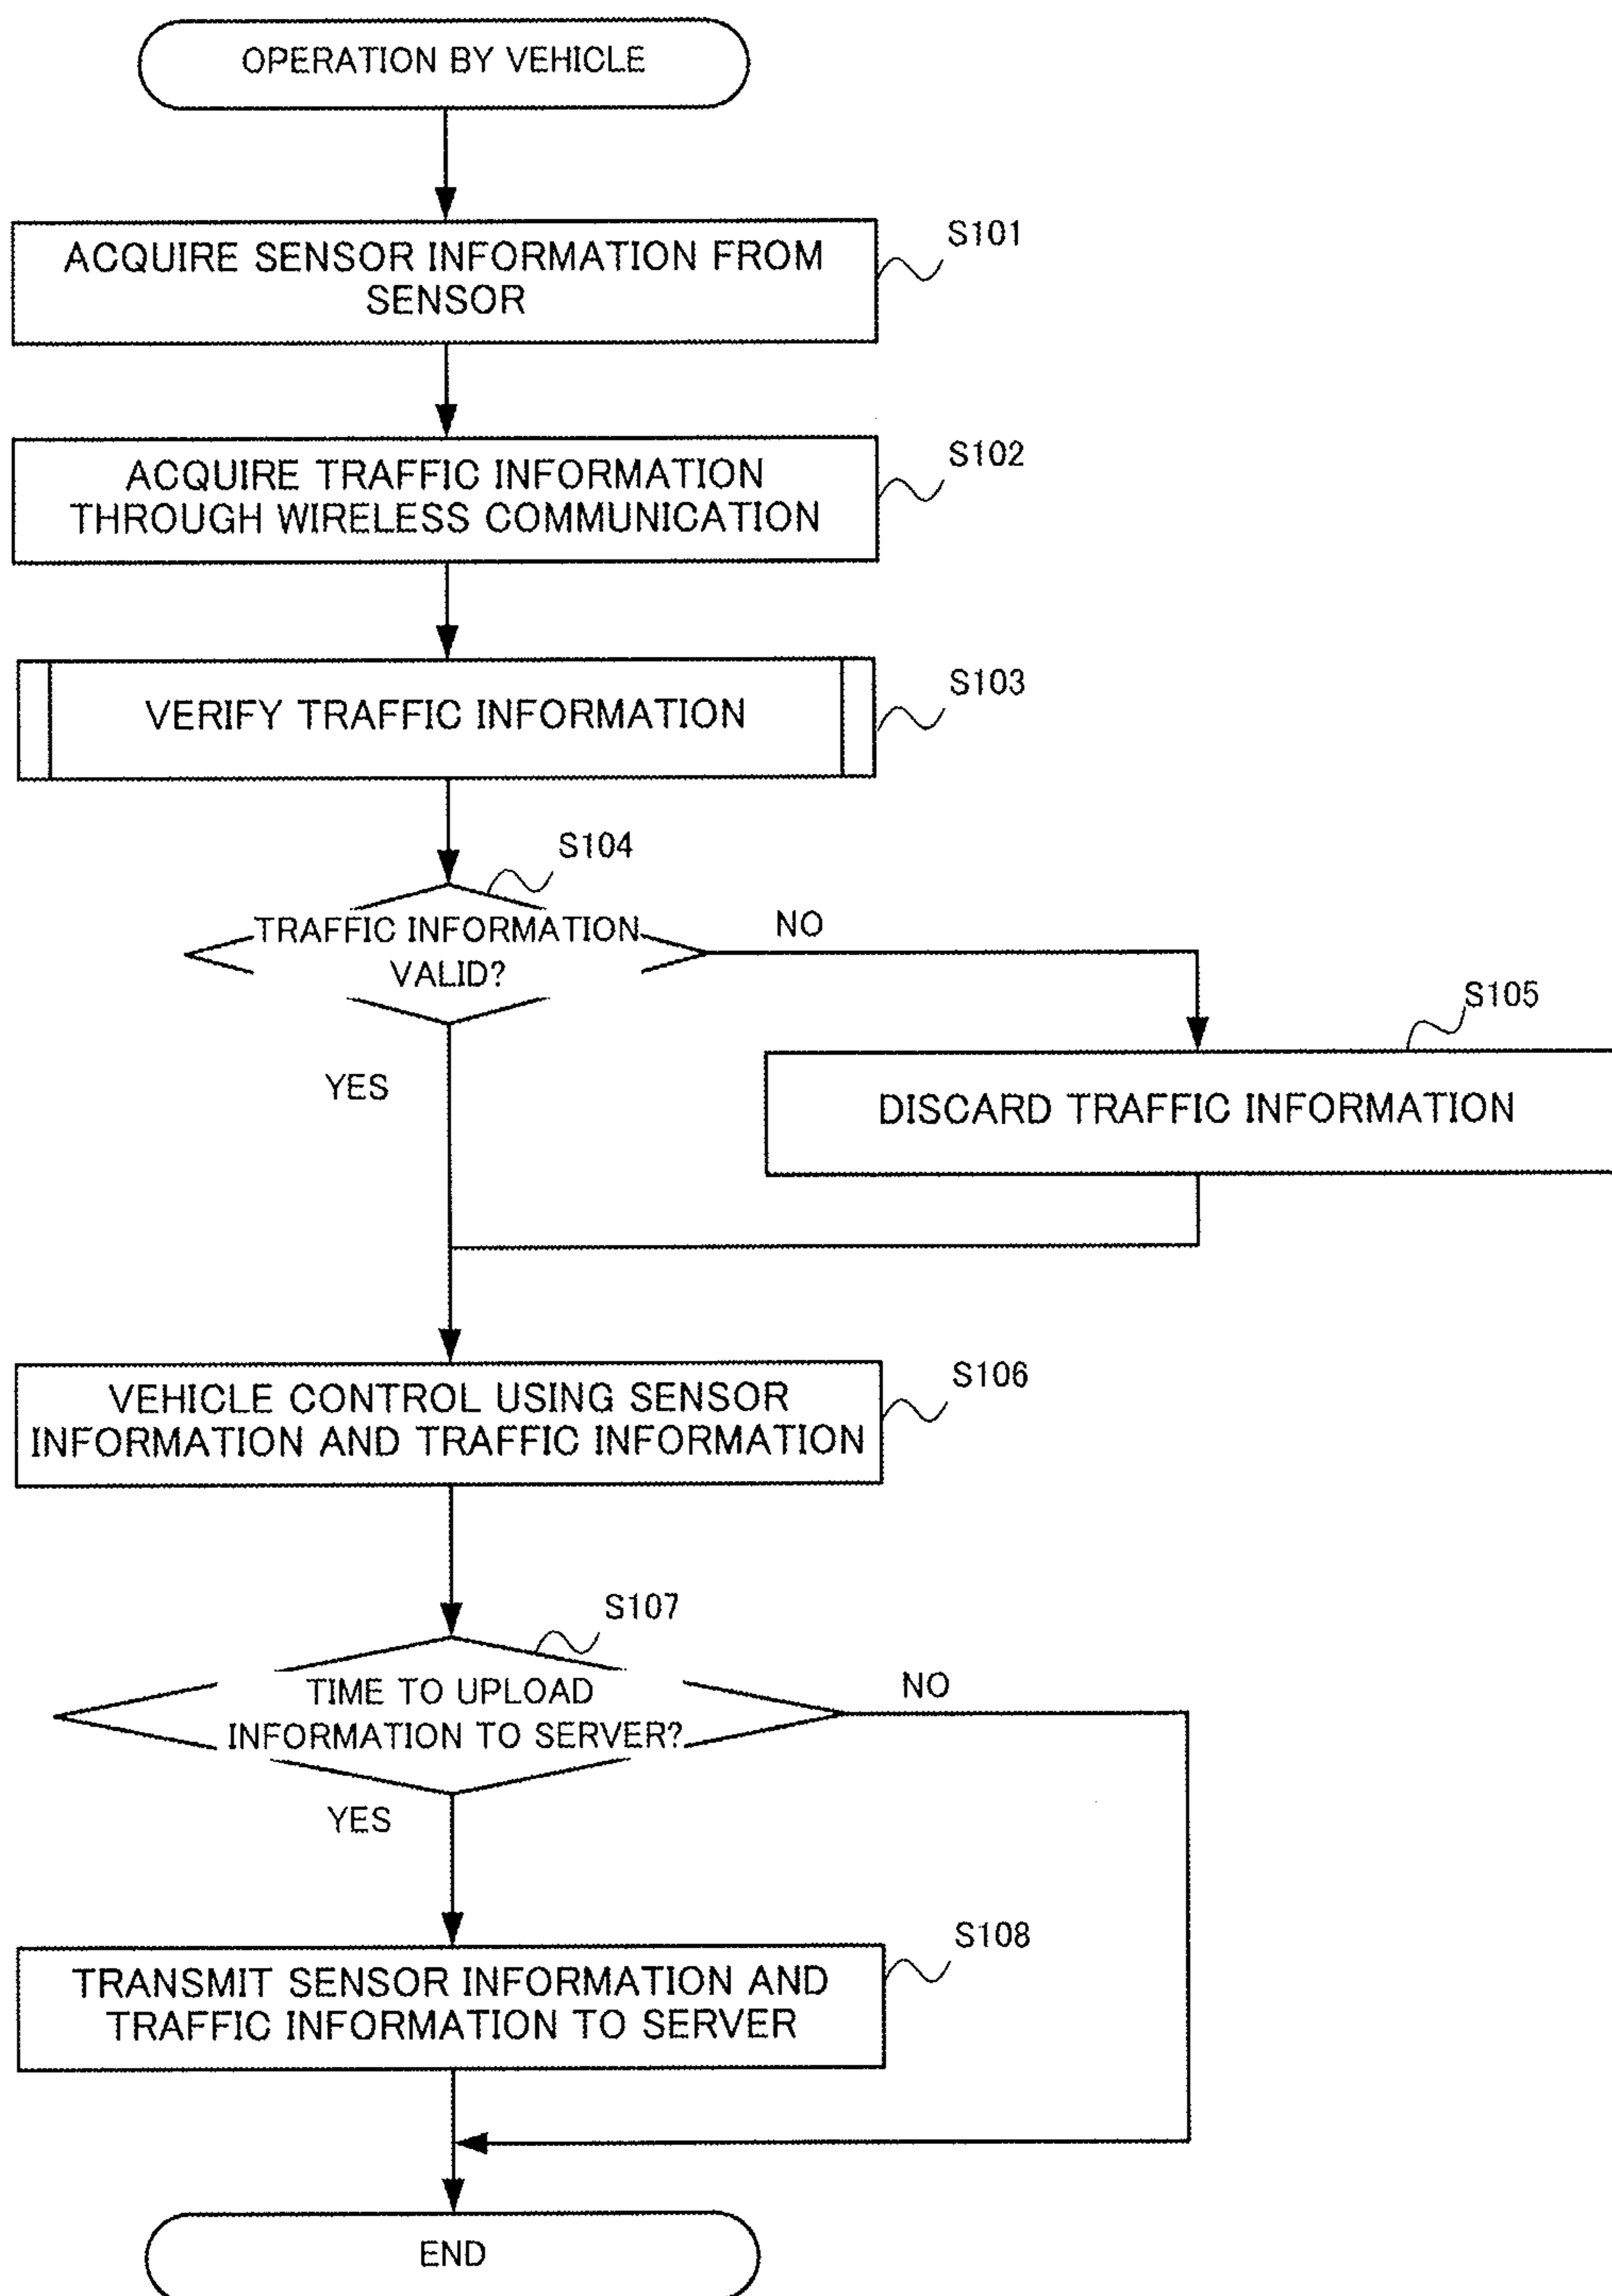 OPERATION BY VEHICLE
S101
ACQUIRE SENSOR INFORMATION FROM
SENSOR
S102
ACQUIRE TRAFFIC INFORMATION
THROUGH WIRELESS COMMUNICATION
S103
VERIFY TRAFFIC INFORMATION
S104
TRAFFIC INFORMATION
VALID?
NO
S105
YES
DISCARD TRAFFIC INFORMATION
S106
VEHICLE CONTROL USING SENSOR
INFORMATION AND TRAFFIC INFORMATION
S107
TIME TO UPLOAD
INFORMATION TO SERVER?
NO
YES
S108
TRANSMIT SENSOR INFORMATION AND
TRAFFIC INFORMATION TO SERVER
END